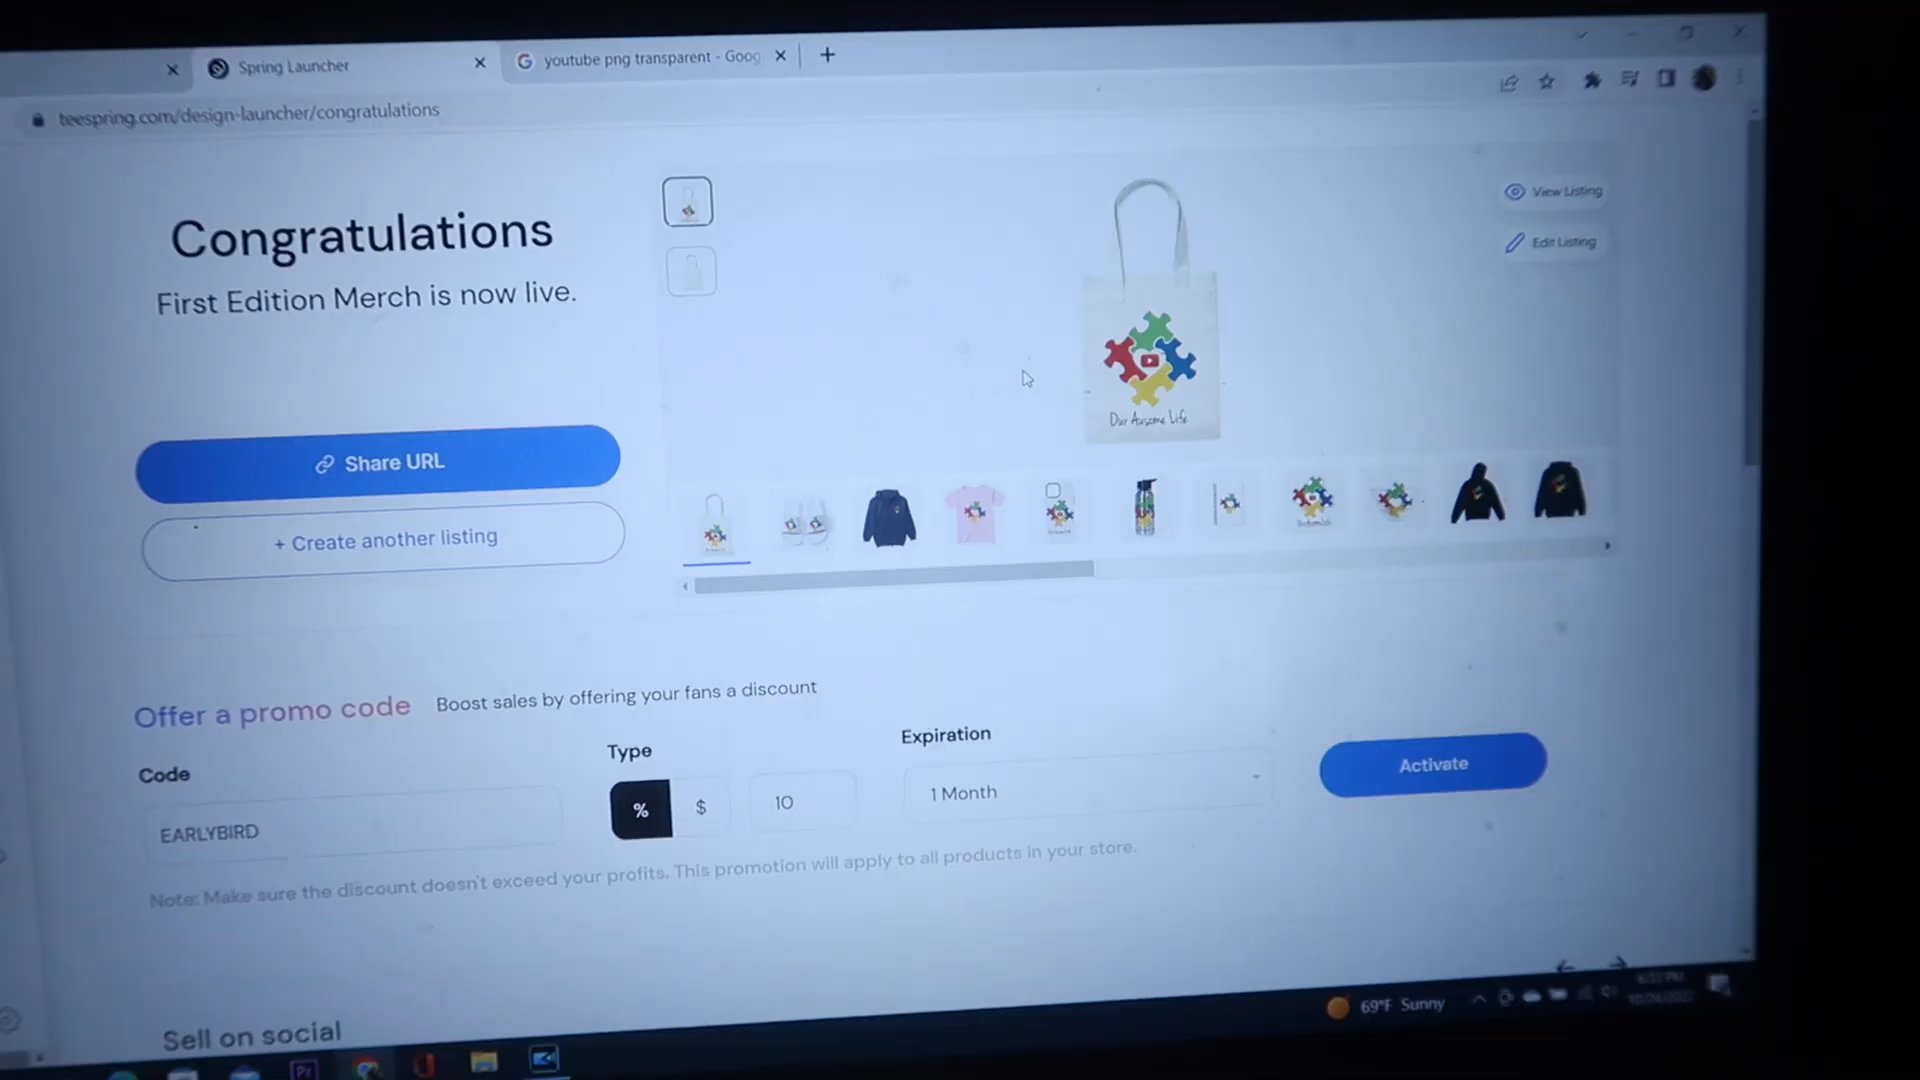 Spring Launcher
youtube png transparent - Goog
teespring.com/design-launcher/congratulations
Congratulations
First Edition Merch is now live.
View Listing
Edit Listing
Our Ausome Life
Share URL
+ Create another listing
Offer a promo code
Boost sales by offering your fans a discount
Code
Type
Expiration
EARLYBIRD
%
$
10
1 Month
Activate
Note: Make sure the discount doesn't exceed your profits. This promotion will apply to all products in your store.
Sell on social
69°F Sunny
Pr